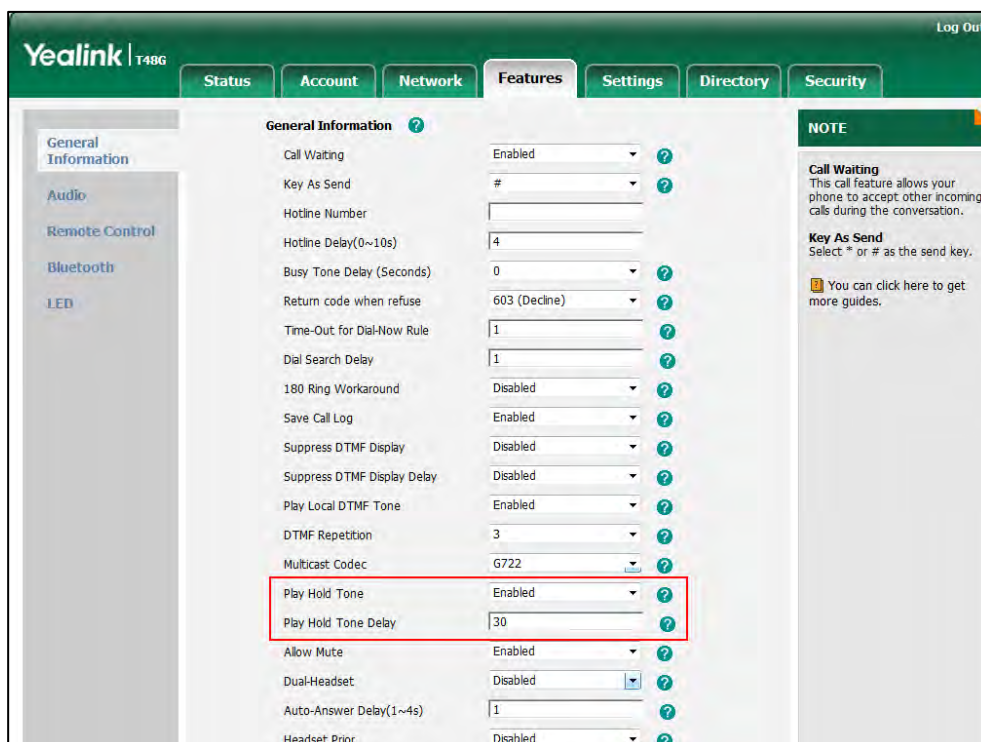 Log Out
Yealink T48G
Status Account Network Features Settings Directory Security
General
Information
Audio
Remote Control
Bluetooth
LED
General Information ?
Call Waiting Enabled ?
Key As Send # ?
Hotline Number
Hotline Delay(0~10s) 4
Busy Tone Delay (Seconds) 0 ?
Return code when refuse 603 (Decline) ?
Time-Out for Dial-Now Rule 1 ?
Dial Search Delay 1 ?
180 Ring Workaround Disabled ?
Save Call Log Enabled ?
Suppress DTMF Display Disabled ?
Suppress DTMF Display Delay Disabled ?
Play Local DTMF Tone Enabled ?
DTMF Repetition 3 ?
Multicast Codec G722 ?
Play Hold Tone Enabled ?
Play Hold Tone Delay 30 ?
Allow Mute Enabled ?
Dual-Headset Disabled ?
Auto-Answer Delay(1~4s) 1 ?
Headset Prior Disabled ?
NOTE
Call Waiting
This call feature allows your
phone to accept other incoming
calls during the conversation.
Key As Send
Select * or # as the send key.
? You can click here to get
more guides.